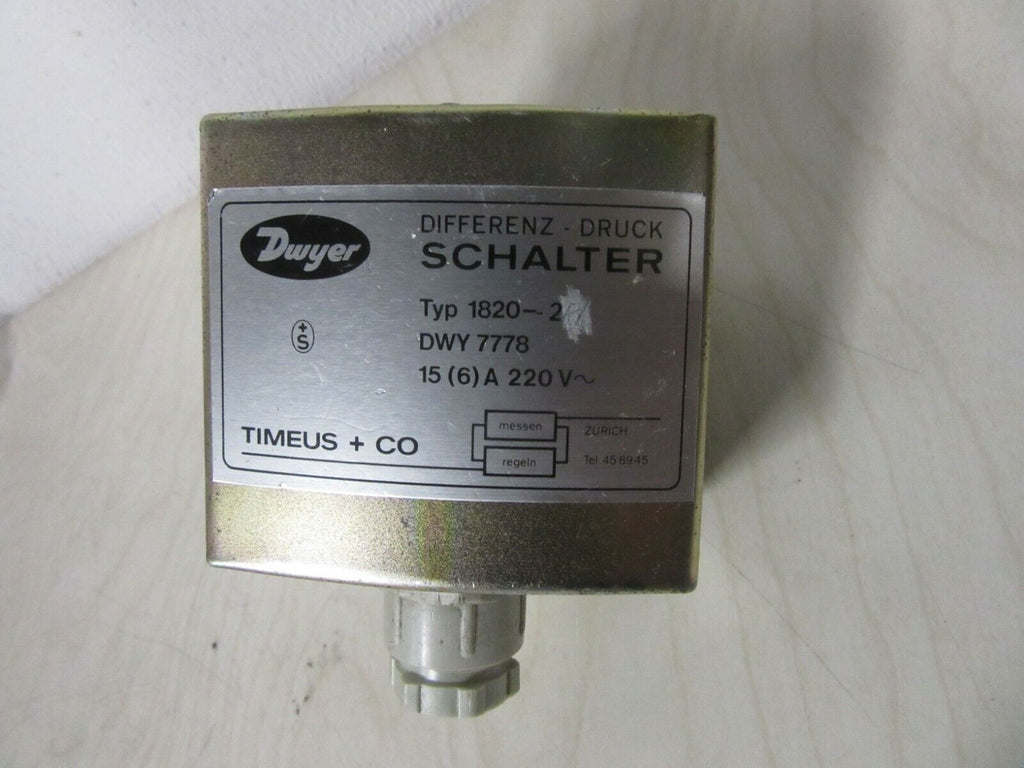 Dwyer
DIFFERENZ - DRUCK
SCHALTER
Typ 1820-2
DWY 7778
+
S
15 (6) A 220 V~
TIMEUS + CO
messen
regeln
ZÜRICH
Tel 45 89 45